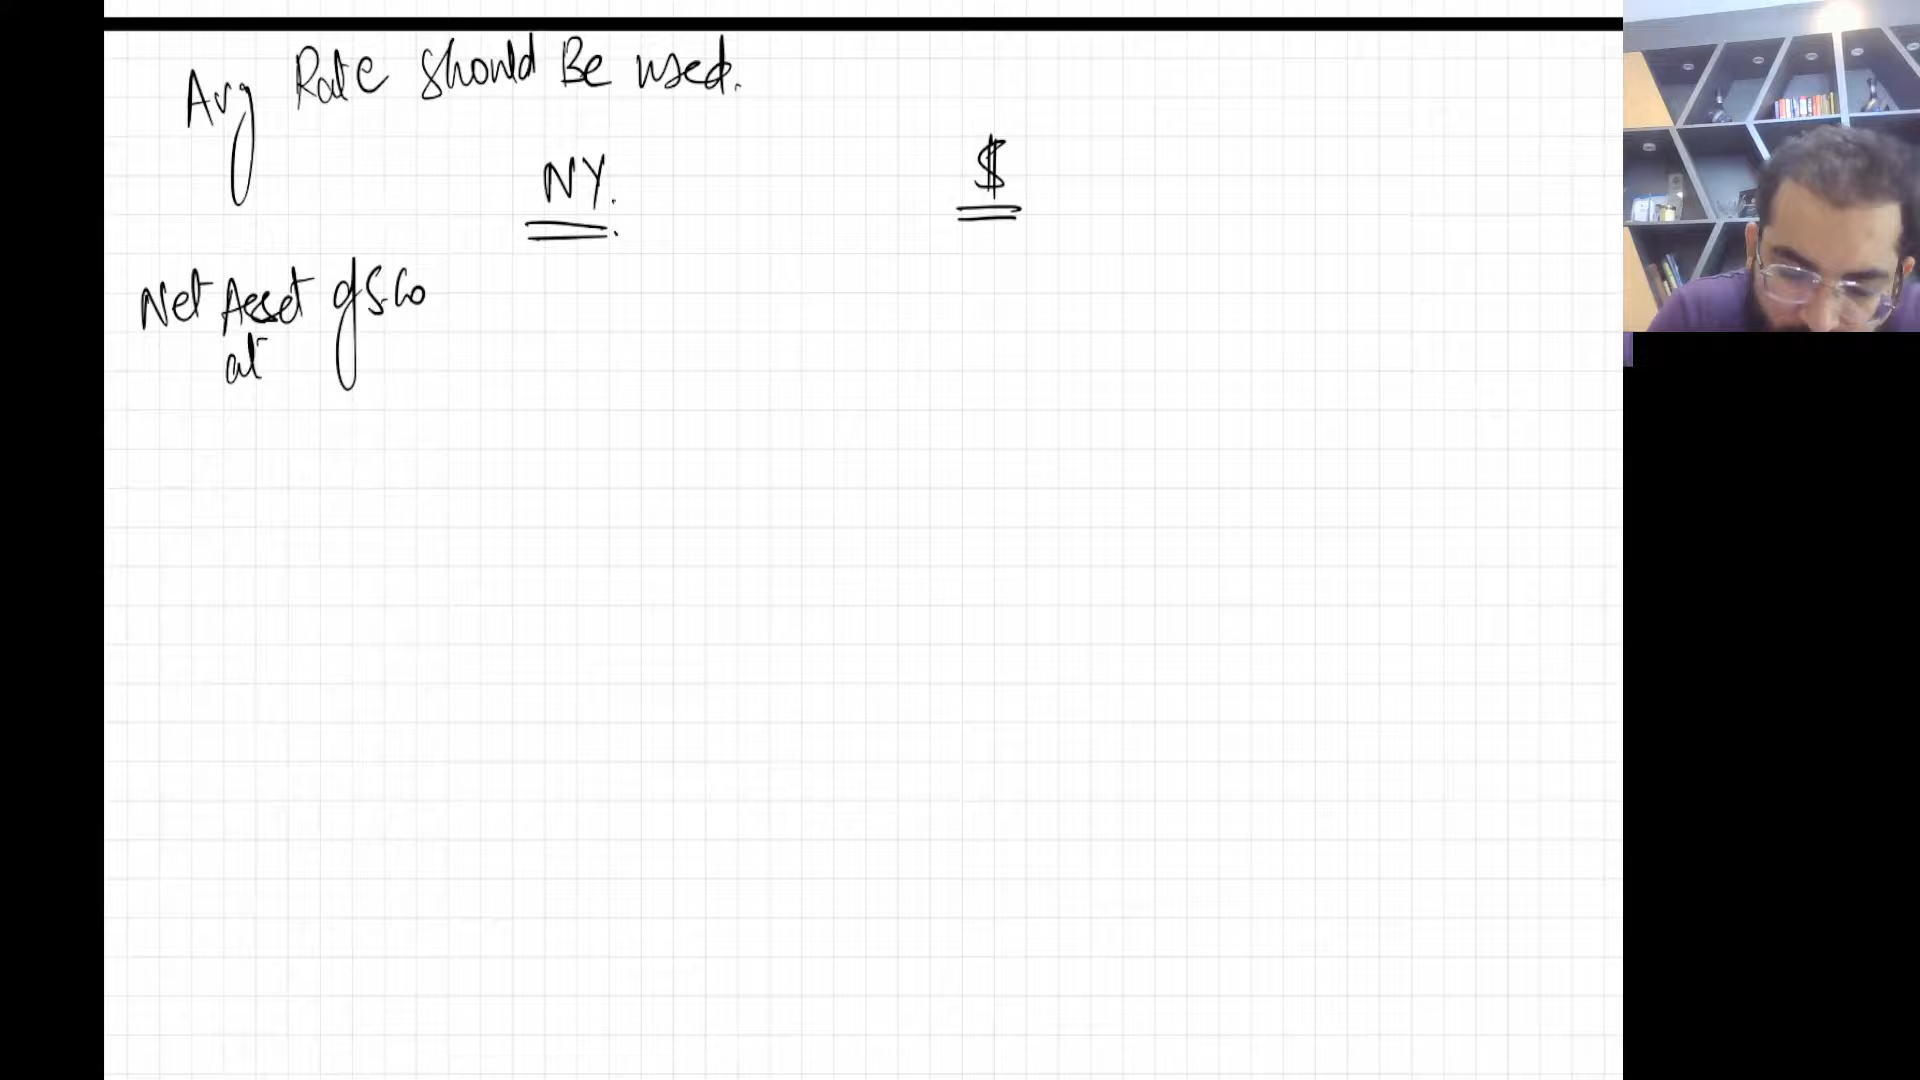 Avg Rate should Be used.
NY. $
Net Asset of S.Co
at